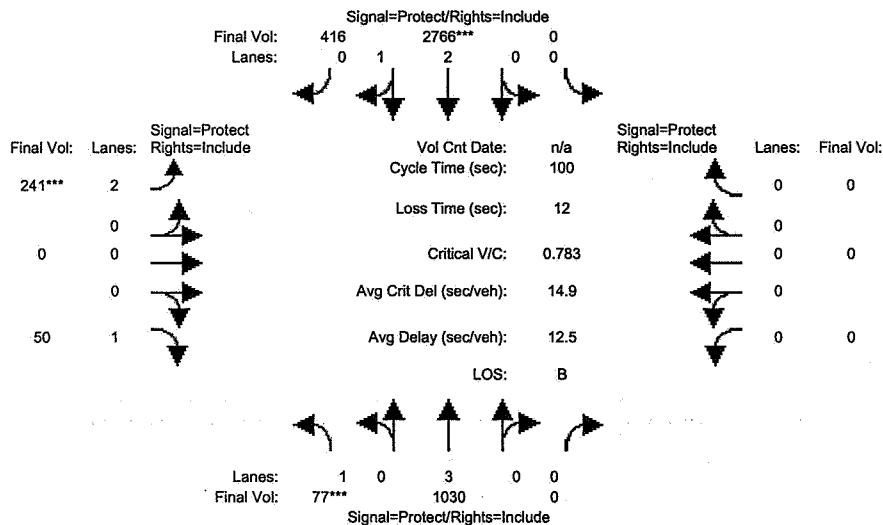 Signal=Protect/Rights=Include
Final Vol: 416 2766*** 0
Lanes: 0 1 2 0 0
Signal=Protect
Final Vol: Lanes: Rights=Include
Vol Cnt Date: n/a
Signal=Protect
Rights=Include Lanes: Final Vol:
Cycle Time (sec): 100
241*** 2
0 0
Loss Time (sec): 12
0
0
0 0
Critical V/C: 0.783
0 0
0
Avg Crit Del (sec/veh): 14.9
0
50 1
Avg Delay (sec/veh): 12.5
0 0
LOS: B
Lanes: 1 0 3 0 0
Final Vol: 77*** 1030 0
Signal=Protect/Rights=Include